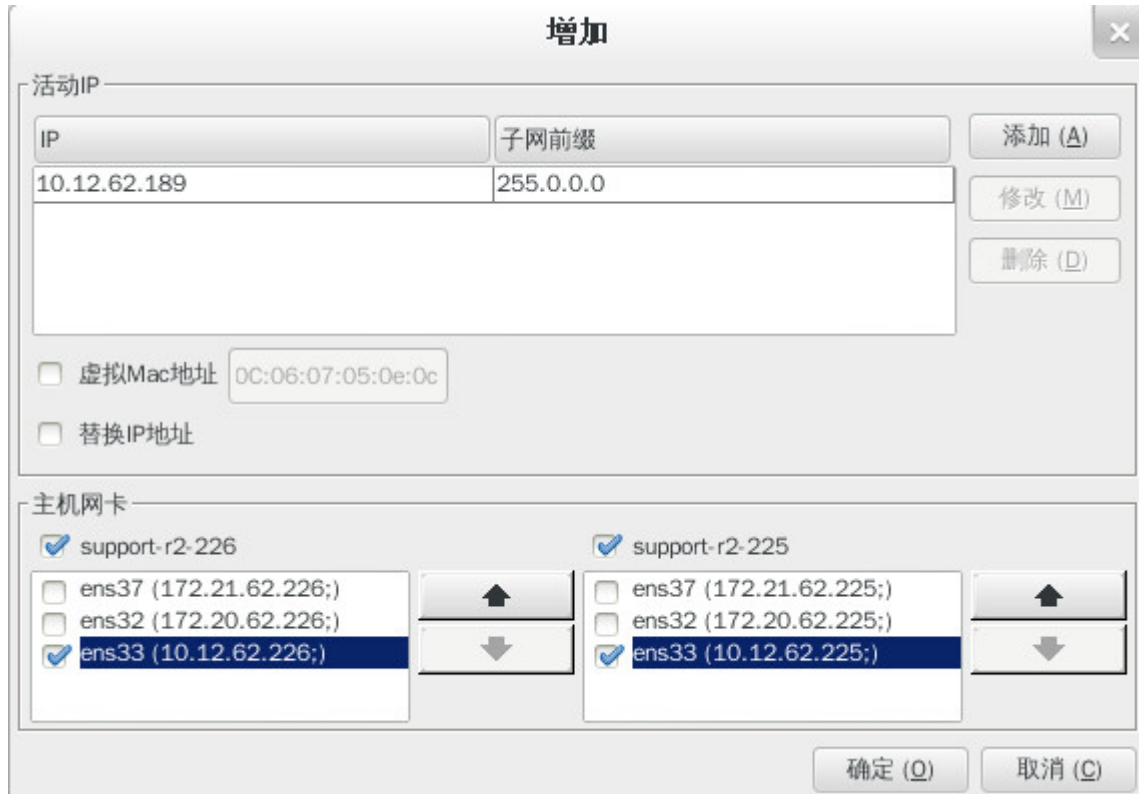 增加
活动IP
IP 子网前缀 添加 (A)
10.12.62.189 255.0.0.0
修改 (M)
删除 (D)
虚拟Mac地址 0C:06:07:05:0e:0c
替换IP地址
主机网卡
support-r2-226 support-r2-225
ens37 (172.21.62.226;) ens37 (172.21.62.225;)
ens32 (172.20.62.226;) ens32 (172.20.62.225;)
ens33 (10.12.62.226;) ens33 (10.12.62.225;)
确定 (O) 取消 (C)